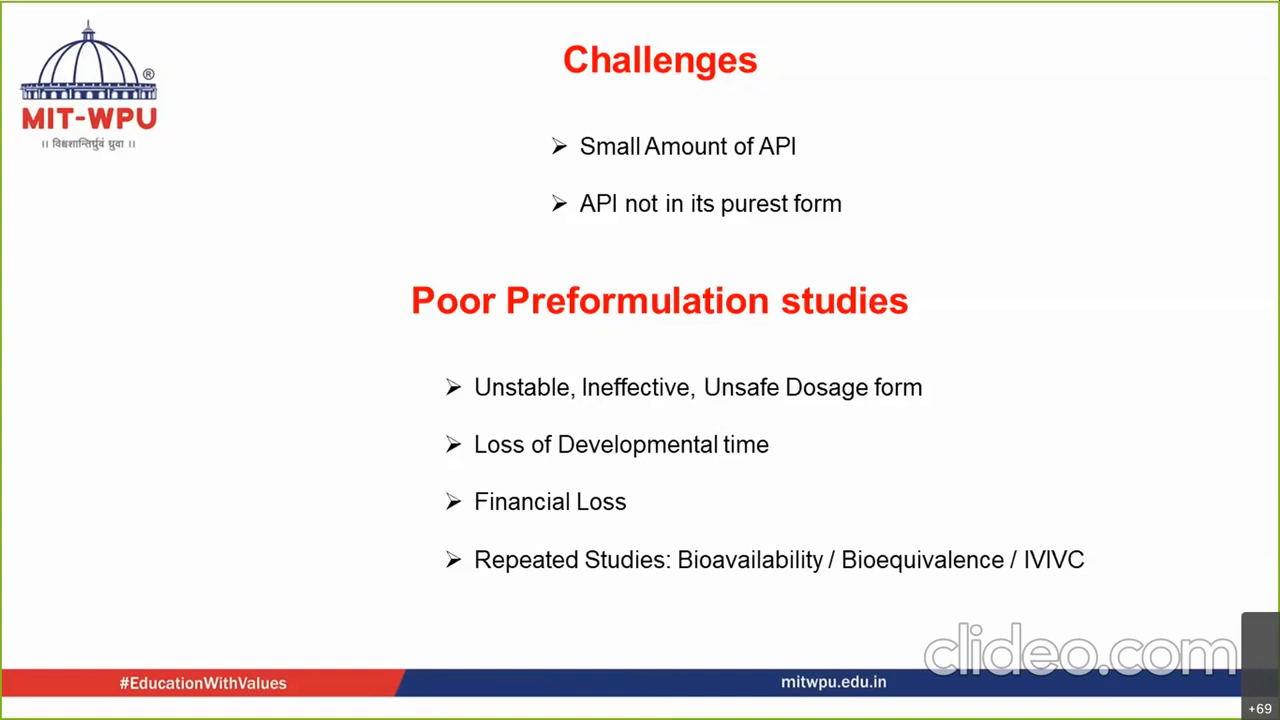 ®
MIT-WPU
।। विश्वशान्तिर्ध्रुवं ध्रुवा ।।
Challenges
➢ Small Amount of API
➢ API not in its purest form
Poor Preformulation studies
➢ Unstable, Ineffective, Unsafe Dosage form
➢ Loss of Developmental time
➢ Financial Loss
➢ Repeated Studies: Bioavailability / Bioequivalence / IVIVC
clideo.com
#EducationWithValues
mitwpu.edu.in
+69